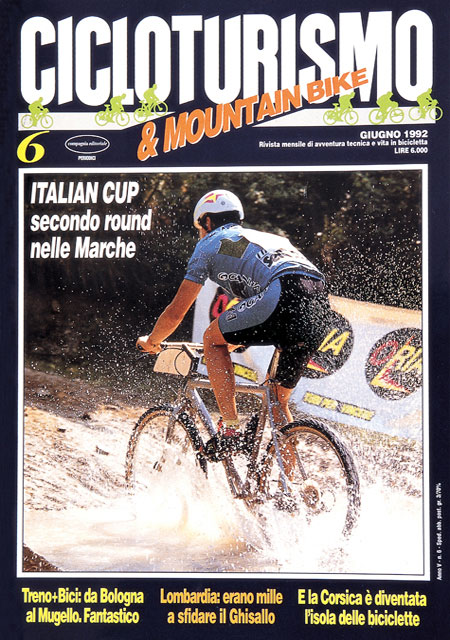 CICLOTURISMO
& MOUNTAIN BIKE
6
compagnia editoriale
PERIODICI
GIUGNO 1992
Rivista mensile di avventura tecnica e vita in bicicletta
LIRE 6.000
ITALIAN CUP
secondo round
nelle Marche
Anno V - n. 6 - Sped. abb. post. gr. 3/70%
Treno+Bici: da Bologna
al Mugello. Fantastico
Lombardia: erano mille
a sfidare il Ghisallo
E la Corsica è diventata
l'isola delle biciclette